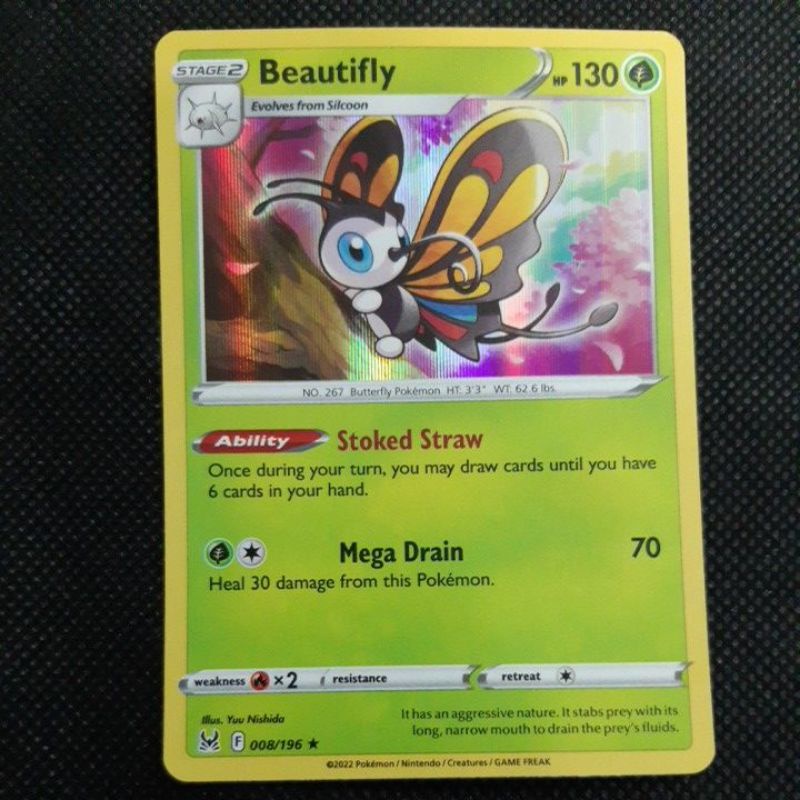 STAGE 2
Beautifly
HP 130
Evolves from Silcoon
NO. 267 Butterfly Pokémon HT: 3'3" WT: 62.6 lbs.
Ability Stoked Straw
Once during your turn, you may draw cards until you have
6 cards in your hand.
Mega Drain 70
Heal 30 damage from this Pokémon.
weakness ×2 resistance retreat
Illus. Yuu Nishida
It has an aggressive nature. It stabs prey with its
long, narrow mouth to drain the prey's fluids.
F 008/196 ★
©2022 Pokémon / Nintendo / Creatures / GAME FREAK